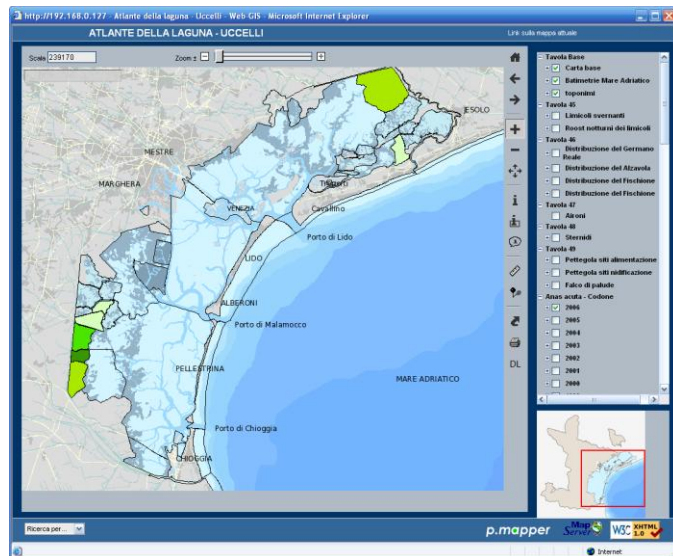 http://192.168.0.127 - Atlante della laguna - Uccelli - Web-GIS - Microsoft Internet Explorer
ATLANTE DELLA LAGUNA - UCCELLI
Link sulla mappa attuale
Scala 239170
Zoom ±
JESOLO
MESTRE
MARGHERA
VENEZIA
Cavallino
Porto di Lido
LIDO
ALBERONI
Porto di Malamocco
PELLESTRINA
MARE ADRIATICO
Porto di Chioggia
CHIOGGIA
DL
Tavola Base
Carta base
Batimetrie Mare Adriatico
toponimi
Tavola 45
Limicoli svernanti
Roost notturni dei limicoli
Tavola 46
Distribuzione del Germano Reale
Distribuzione del Alzavola
Distribuzione del Fischione
Distribuzione del Fischione
Tavola 47
Aironi
Tavola 48
Sternidi
Tavola 49
Pettegola siti alimentazione
Pettegola siti nidificazione
Falco di palude
Anas acuta - Codone
2006
2005
2004
2003
2002
2001
2000
Ricerca per...
p.mapper
Map Server
W3C XHTML 1.0
Internet